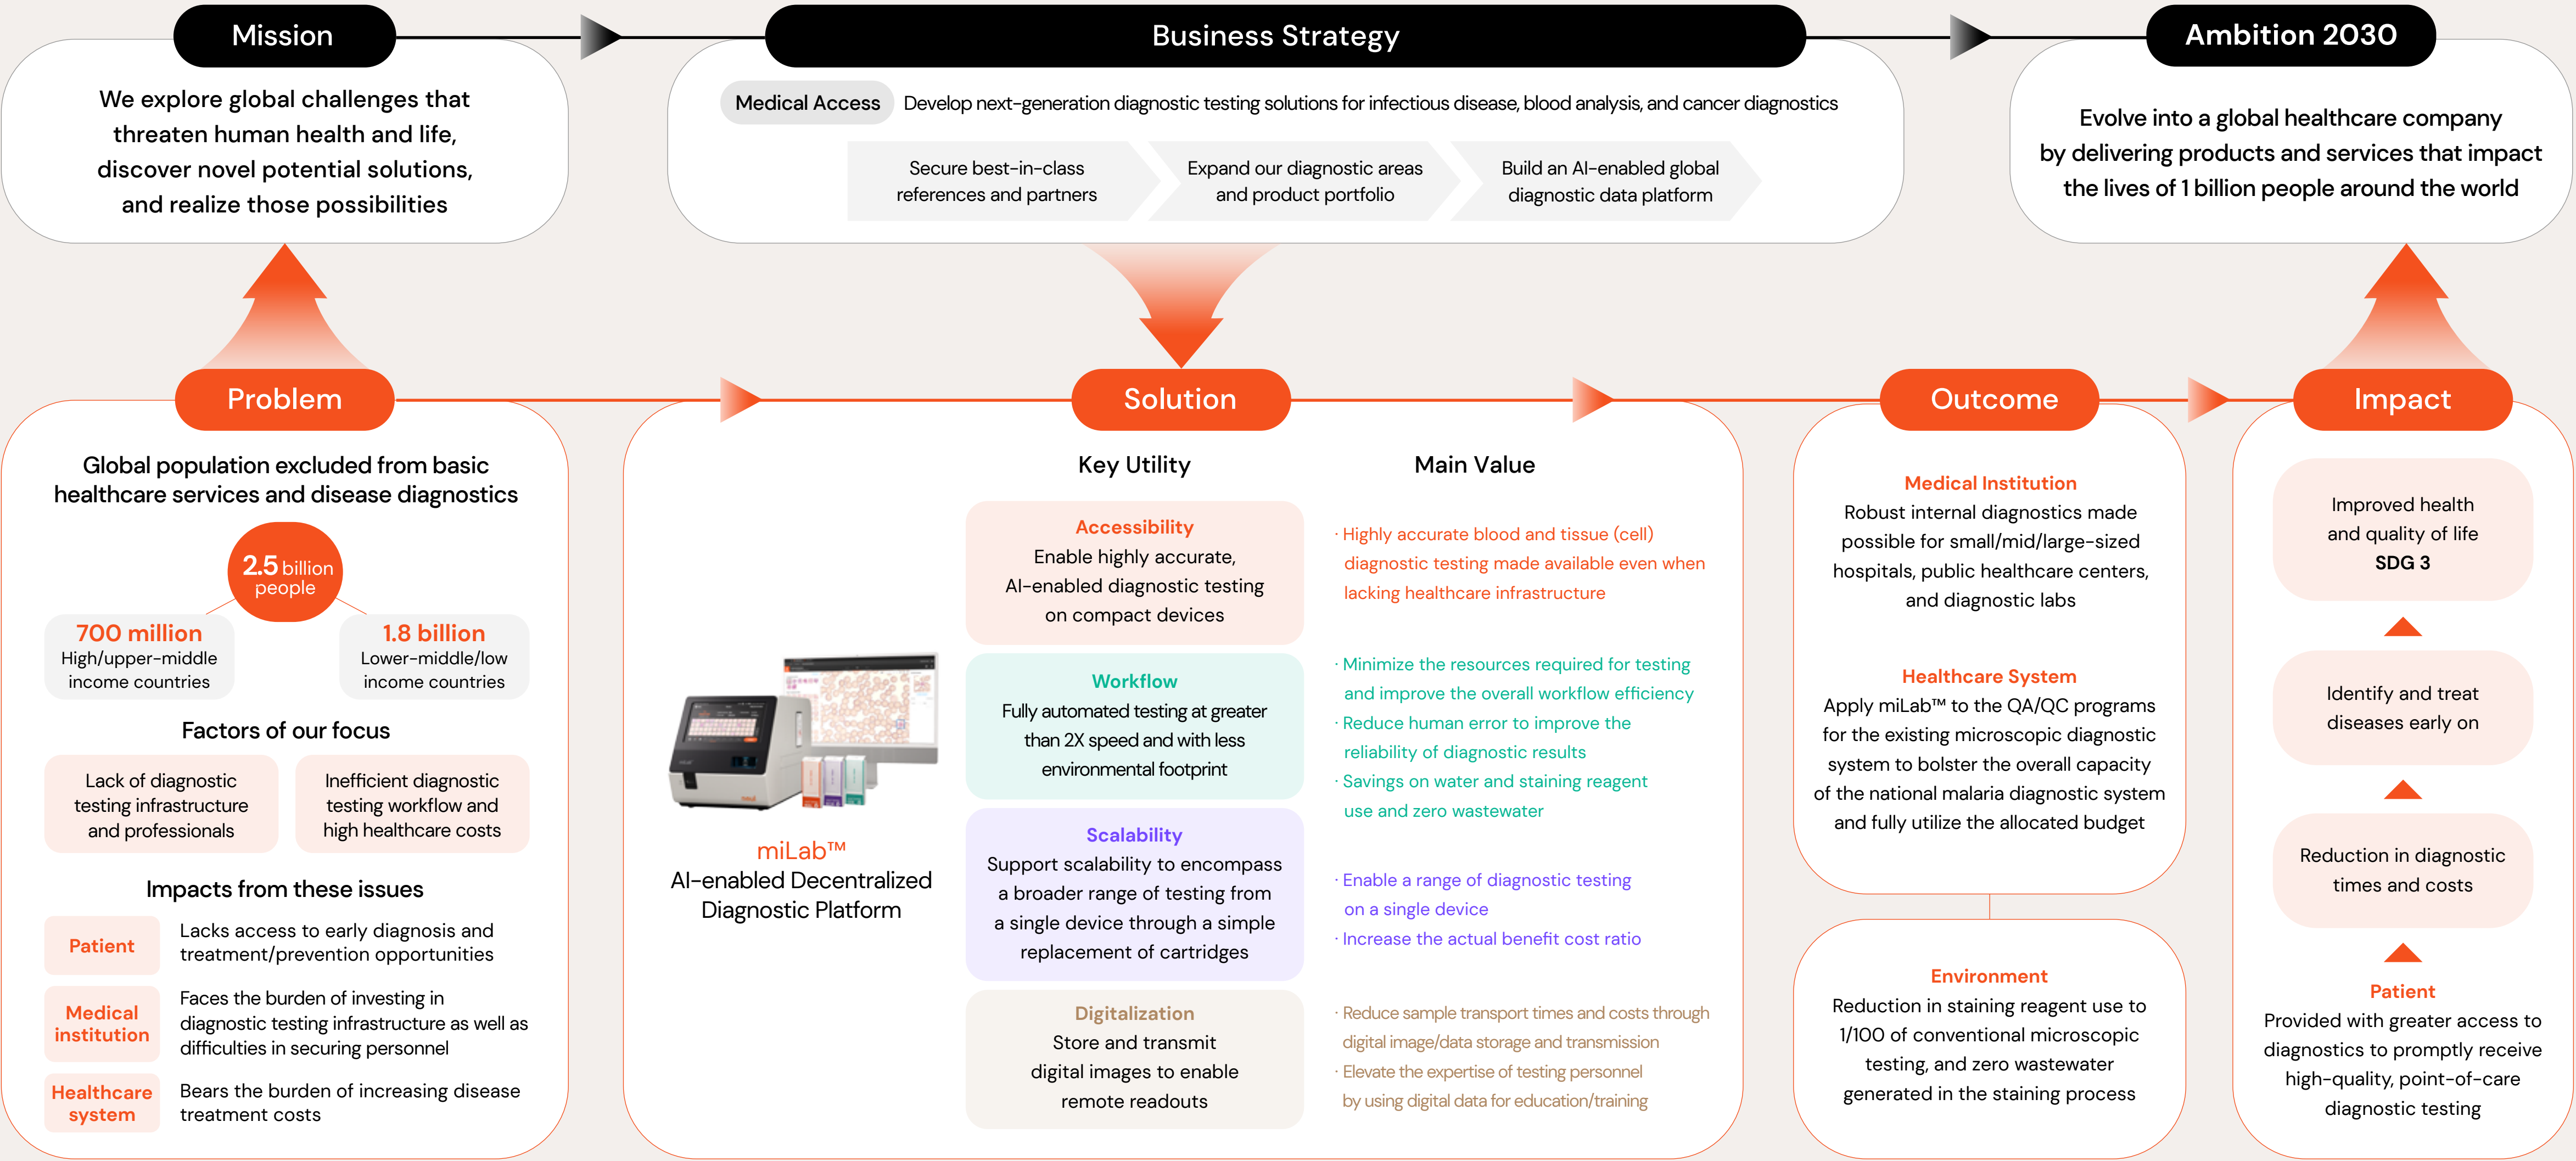 Mission
We explore global challenges that
threaten human health and life,
discover novel potential solutions,
and realize those possibilities
Business Strategy
Medical Access
Develop next-generation diagnostic testing solutions for infectious disease, blood analysis, and cancer diagnostics
Secure best-in-class
references and partners
Expand our diagnostic areas
and product portfolio
Build an AI-enabled global
diagnostic data platform
Ambition 2030
Evolve into a global healthcare company
by delivering products and services that impact
the lives of 1 billion people around the world
Problem
Global population excluded from basic
healthcare services and disease diagnostics
2.5 billion
people
700 million
High/upper-middle
income countries
1.8 billion
Lower-middle/low
income countries
Factors of our focus
Lack of diagnostic
testing infrastructure
and professionals
Inefficient diagnostic
testing workflow and
high healthcare costs
Impacts from these issues
Patient
Lacks access to early diagnosis and
treatment/prevention opportunities
Medical
institution
Faces the burden of investing in
diagnostic testing infrastructure as well as
difficulties in securing personnel
Healthcare
system
Bears the burden of increasing disease
treatment costs
Solution
miLab™
AI-enabled Decentralized
Diagnostic Platform
Key Utility
Main Value
Accessibility
Enable highly accurate,
AI-enabled diagnostic testing
on compact devices
· Highly accurate blood and tissue (cell)
diagnostic testing made available even when
lacking healthcare infrastructure
Workflow
Fully automated testing at greater
than 2X speed and with less
environmental footprint
· Minimize the resources required for testing
and improve the overall workflow efficiency
· Reduce human error to improve the
reliability of diagnostic results
· Savings on water and staining reagent
use and zero wastewater
Scalability
Support scalability to encompass
a broader range of testing from
a single device through a simple
replacement of cartridges
· Enable a range of diagnostic testing
on a single device
· Increase the actual benefit cost ratio
Digitalization
Store and transmit
digital images to enable
remote readouts
· Reduce sample transport times and costs through
digital image/data storage and transmission
· Elevate the expertise of testing personnel
by using digital data for education/training
Outcome
Medical Institution
Robust internal diagnostics made
possible for small/mid/large-sized
hospitals, public healthcare centers,
and diagnostic labs
Healthcare System
Apply miLab™ to the QA/QC programs
for the existing microscopic diagnostic
system to bolster the overall capacity
of the national malaria diagnostic system
and fully utilize the allocated budget
Environment
Reduction in staining reagent use to
1/100 of conventional microscopic
testing, and zero wastewater
generated in the staining process
Impact
Improved health
and quality of life
SDG 3
Identify and treat
diseases early on
Reduction in diagnostic
times and costs
Patient
Provided with greater access to
diagnostics to promptly receive
high-quality, point-of-care
diagnostic testing